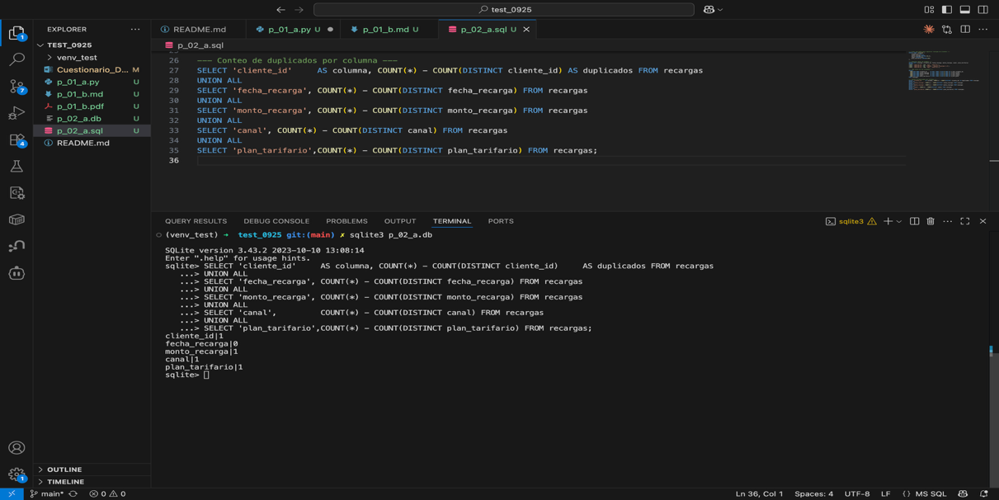 test_0925
EXPLORER
TEST_0925
venv_test
Cuestionario_D... M
p_01_a.py U
p_01_b.md U
p_01_b.pdf U
p_02_a.db U
p_02_a.sql U
README.md
1
7
4
1
OUTLINE
TIMELINE
README.md
p_01_a.py U
p_01_b.md U
p_02_a.sql U
p_02_a.sql
26 --- Conteo de duplicados por columna ---
27 SELECT 'cliente_id' AS columna, COUNT(*) - COUNT(DISTINCT cliente_id) AS duplicados FROM recargas
28 UNION ALL
29 SELECT 'fecha_recarga', COUNT(*) - COUNT(DISTINCT fecha_recarga) FROM recargas
30 UNION ALL
31 SELECT 'monto_recarga', COUNT(*) - COUNT(DISTINCT monto_recarga) FROM recargas
32 UNION ALL
33 SELECT 'canal', COUNT(*) - COUNT(DISTINCT canal) FROM recargas
34 UNION ALL
35 SELECT 'plan_tarifario',COUNT(*) - COUNT(DISTINCT plan_tarifario) FROM recargas;
36
QUERY RESULTS DEBUG CONSOLE PROBLEMS OUTPUT TERMINAL PORTS
sqlite3
(venv_test) → test_0925 git:(main) ✗ sqlite3 p_02_a.db
SQLite version 3.43.2 2023-10-10 13:08:14
Enter ".help" for usage hints.
sqlite> SELECT 'cliente_id' AS columna, COUNT(*) - COUNT(DISTINCT cliente_id) AS duplicados FROM recargas
...> UNION ALL
...> SELECT 'fecha_recarga', COUNT(*) - COUNT(DISTINCT fecha_recarga) FROM recargas
...> UNION ALL
...> SELECT 'monto_recarga', COUNT(*) - COUNT(DISTINCT monto_recarga) FROM recargas
...> UNION ALL
...> SELECT 'canal', COUNT(*) - COUNT(DISTINCT canal) FROM recargas
...> UNION ALL
...> SELECT 'plan_tarifario',COUNT(*) - COUNT(DISTINCT plan_tarifario) FROM recargas;
cliente_id|1
fecha_recarga|0
monto_recarga|1
canal|1
plan_tarifario|1
sqlite>
main* 0 0 Ln 36, Col 1 Spaces: 4 UTF-8 LF {} MS SQL